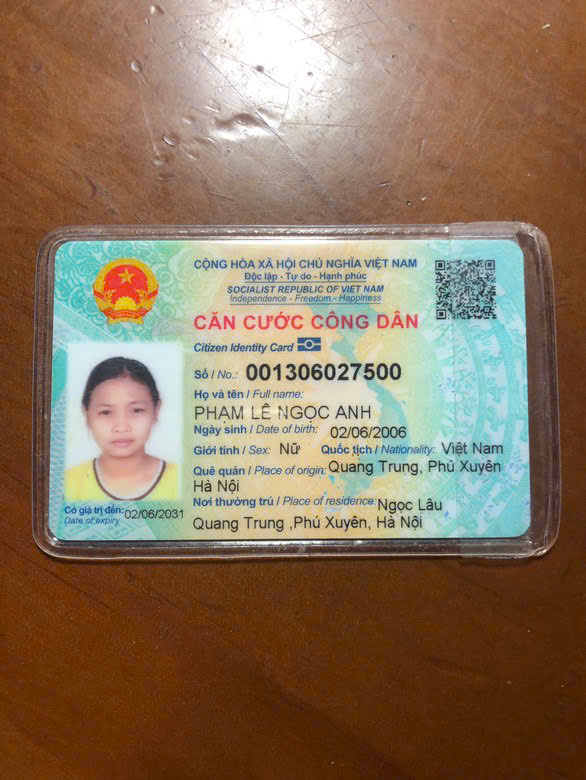 CỘNG HÒA XÃ HỘI CHỦ NGHĨA VIỆT NAM
Độc lập - Tự do - Hạnh phúc
SOCIALIST REPUBLIC OF VIET NAM
Independence - Freedom - Happiness
CĂN CƯỚC CÔNG DÂN
Citizen Identity Card
Số / No.: 001306027500
Họ và tên / Full name:
PHẠM LÊ NGỌC ANH
Ngày sinh / Date of birth: 02/06/2006
Giới tính / Sex: Nữ Quốc tịch / Nationality: Việt Nam
Quê quán / Place of origin: Quang Trung, Phú Xuyên
Hà Nội
Nơi thường trú / Place of residence: Ngọc Lâu
Quang Trung ,Phú Xuyên, Hà Nội
Có giá trị đến: 02/06/2031
Date of expiry